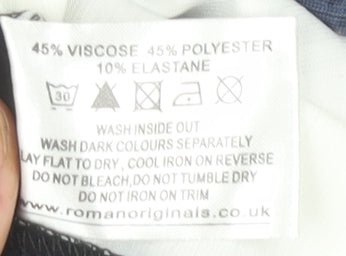 45% VISCOSE 45% POLYESTER
10% ELASTANE
30
WASH INSIDE OUT
WASH DARK COLOURS SEPARATELY
LAY FLAT TO DRY, COOL IRON ON REVERSE
DO NOT BLEACH,DO NOT TUMBLE DRY
DO NOT IRON ON TRIM
www.romanoriginals.co.uk